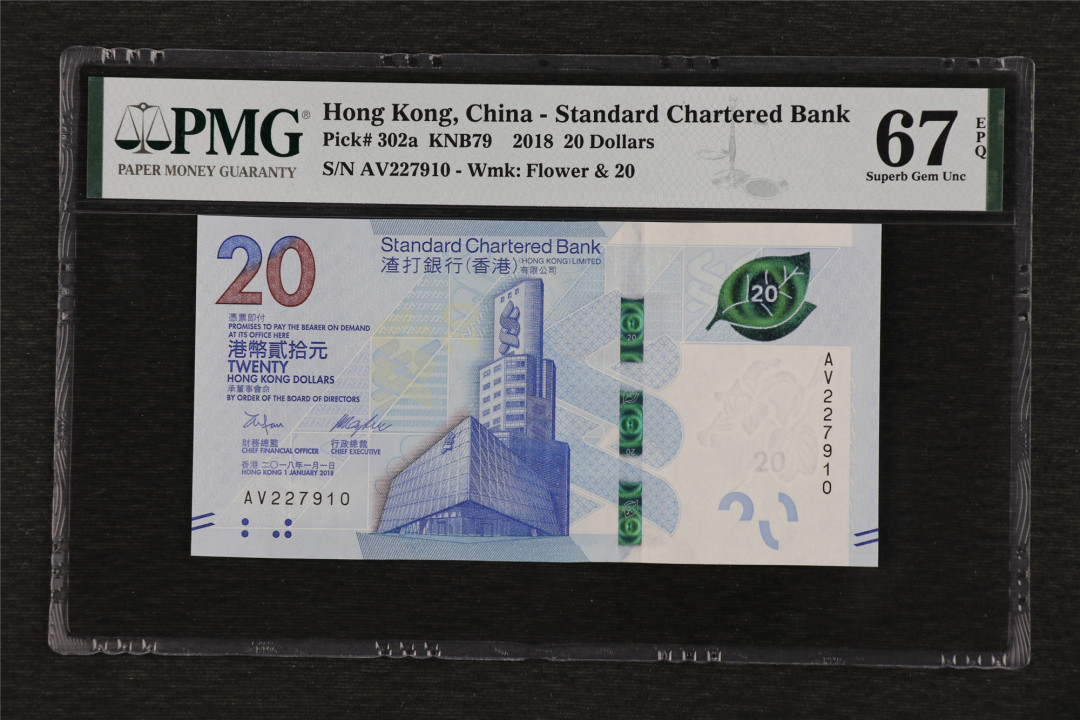 PMG®
PAPER MONEY GUARANTY
Hong Kong, China - Standard Chartered Bank
Pick# 302a KNB79 2018 20 Dollars
S/N AV227910 - Wmk: Flower & 20
67
EPQ
Superb Gem Unc
20
Standard Chartered Bank
(HONG KONG) LIMITED
渣打銀行(香港)有限公司
憑票即付
PROMISES TO PAY THE BEARER ON DEMAND
AT ITS OFFICE HERE
港幣貳拾元
TWENTY
HONG KONG DOLLARS
承董事會命
BY ORDER OF THE BOARD OF DIRECTORS
財務總監
CHIEF FINANCIAL OFFICER
行政總裁
CHIEF EXECUTIVE
香港 二〇一八年一月一日
HONG KONG 1 JANUARY 2018
AV227910
20
20
20
20
AV227910
20